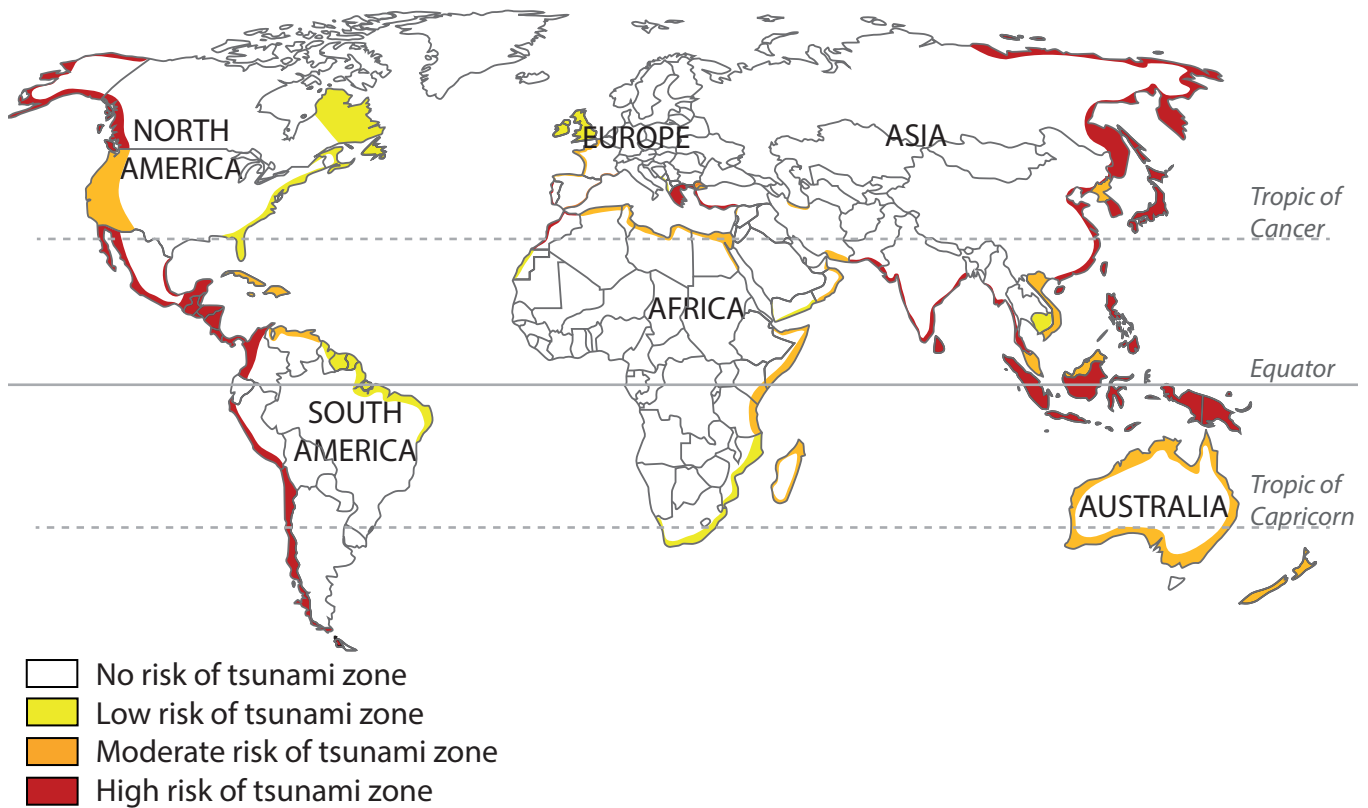 NORTH
AMERICA
EUROPE
ASIA
Tropic of
Cancer
AFRICA
Equator
SOUTH
AMERICA
AUSTRALIA
Tropic of
Capricorn
No risk of tsunami zone
Low risk of tsunami zone
Moderate risk of tsunami zone
High risk of tsunami zone